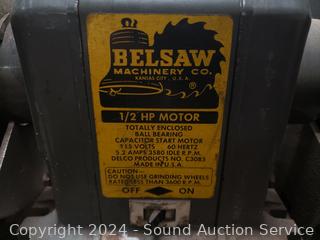 BELSAW
MACHINERY CO.
KANSAS CITY, U.S.A.
®
1/2 HP MOTOR
TOTALLY ENCLOSED
BALL BEARING
CAPACITOR START MOTOR
115 VOLTS 60 HERTZ
5.2 AMPS 3580 IDLE R.P.M.
DELCO PRODUCTS NO. C3085
MADE IN U.S.A.
CAUTION—
DO NOT USE GRINDING WHEELS
RATED LESS THAN 3600 R.P.M.
OFF ON
Copyright 2024 - Sound Auction Service